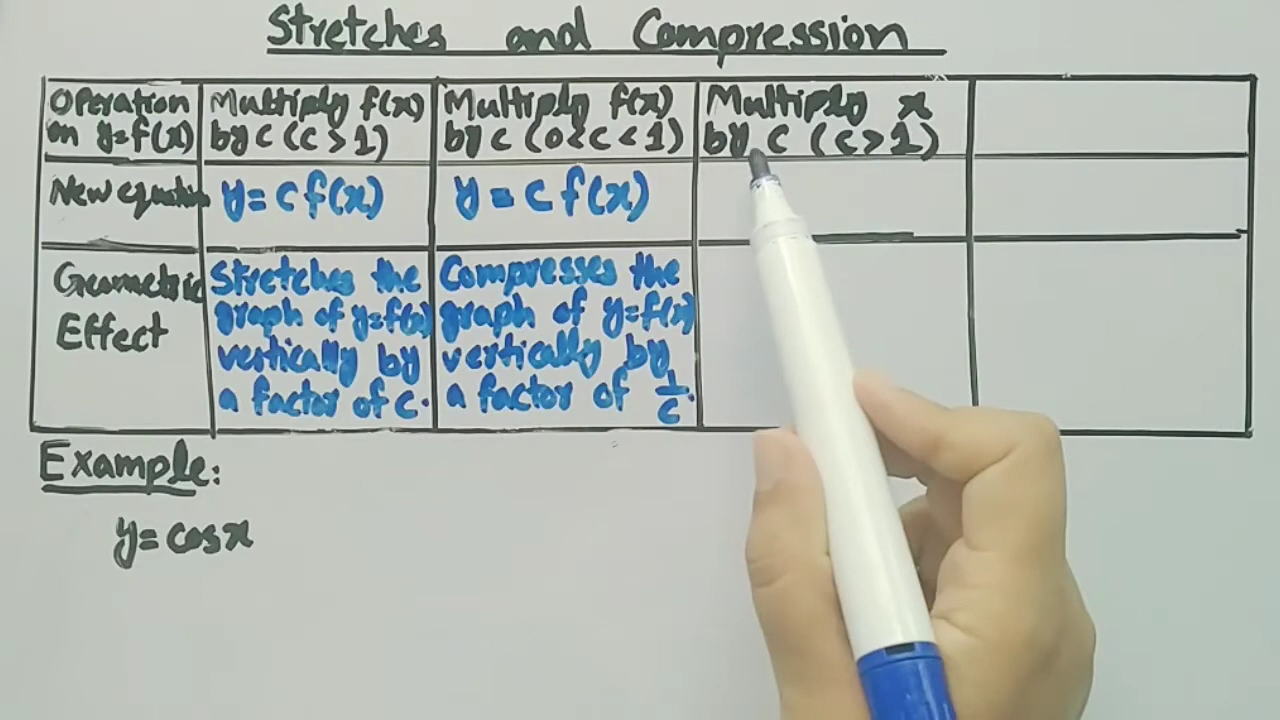 Stretches and Compression
Operation
on y=f(x)
Multiply f(x)
by c (c > 1)
Multiply f(x)
by c (0 < c < 1)
Multiply x
by c (c > 1)
New equation
y = c f(x)
y = c f(x)
Geometric
Effect
Stretches the
graph of y=f(x)
vertically by
a factor of c.
Compresses the
graph of y=f(x)
vertically by
a factor of 1/c.
Example:
y = cos x